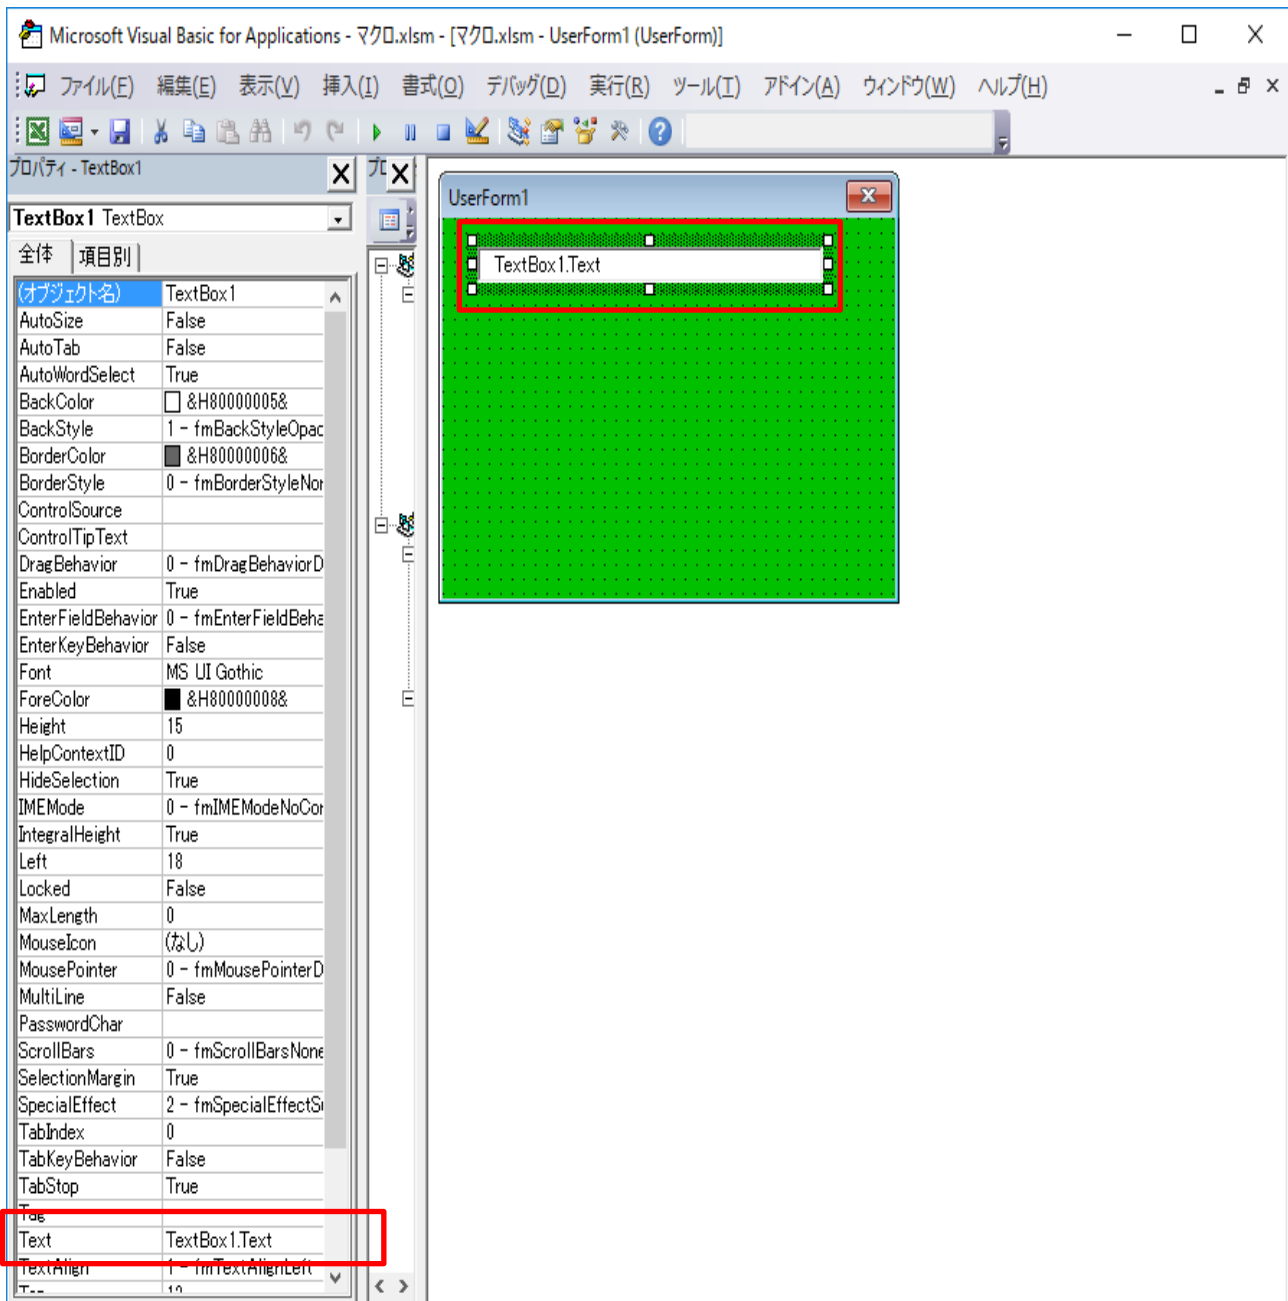 Microsoft Visual Basic for Applications - マクロ.xlsm - [マクロ.xlsm - UserForm1 (UserForm)]
ファイル(F) 編集(E) 表示(V) 挿入(I) 書式(O) デバッグ(D) 実行(R) ツール(T) アドイン(A) ウィンドウ(W) ヘルプ(H)
プロパティ - TextBox1
TextBox1 TextBox
全体 項目別
(オブジェクト名) TextBox1
AutoSize False
AutoTab False
AutoWordSelect True
BackColor &H80000005&
BackStyle 1 - fmBackStyleOpac
BorderColor &H80000006&
BorderStyle 0 - fmBorderStyleNon
ControlSource
ControlTipText
DragBehavior 0 - fmDragBehaviorD
Enabled True
EnterFieldBehavior 0 - fmEnterFieldBeha
EnterKeyBehavior False
Font MS UI Gothic
ForeColor &H80000008&
Height 15
HelpContextID 0
HideSelection True
IMEMode 0 - fmIMEModeNoCon
IntegralHeight True
Left 18
Locked False
MaxLength 0
MouseIcon (なし)
MousePointer 0 - fmMousePointerD
MultiLine False
PasswordChar
ScrollBars 0 - fmScrollBarsNone
SelectionMargin True
SpecialEffect 2 - fmSpecialEffectSu
TabIndex 0
TabKeyBehavior False
TabStop True
Tag
Text TextBox1.Text
TextAlign 1 - fmTextAlignLeft
UserForm1
TextBox1.Text